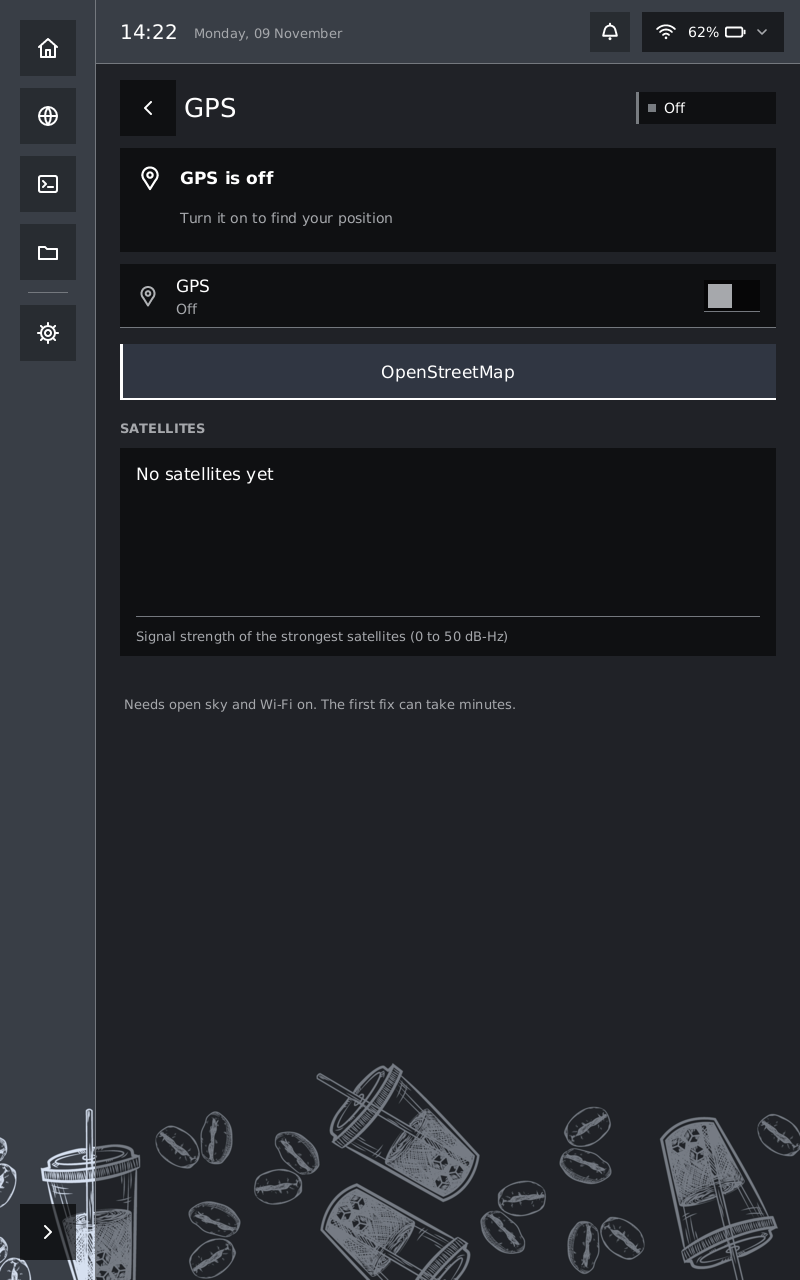 14:22 Monday, 09 November 62%
GPS
Off
GPS is off
Turn it on to find your position
GPS
Off
OpenStreetMap
SATELLITES
No satellites yet
Signal strength of the strongest satellites (0 to 50 dB-Hz)
Needs open sky and Wi-Fi on. The first fix can take minutes.